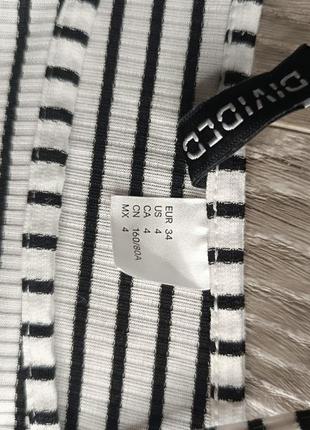 DIVIDED
EUR 34
US 4
CA 4
CN 160/80A
MX 4